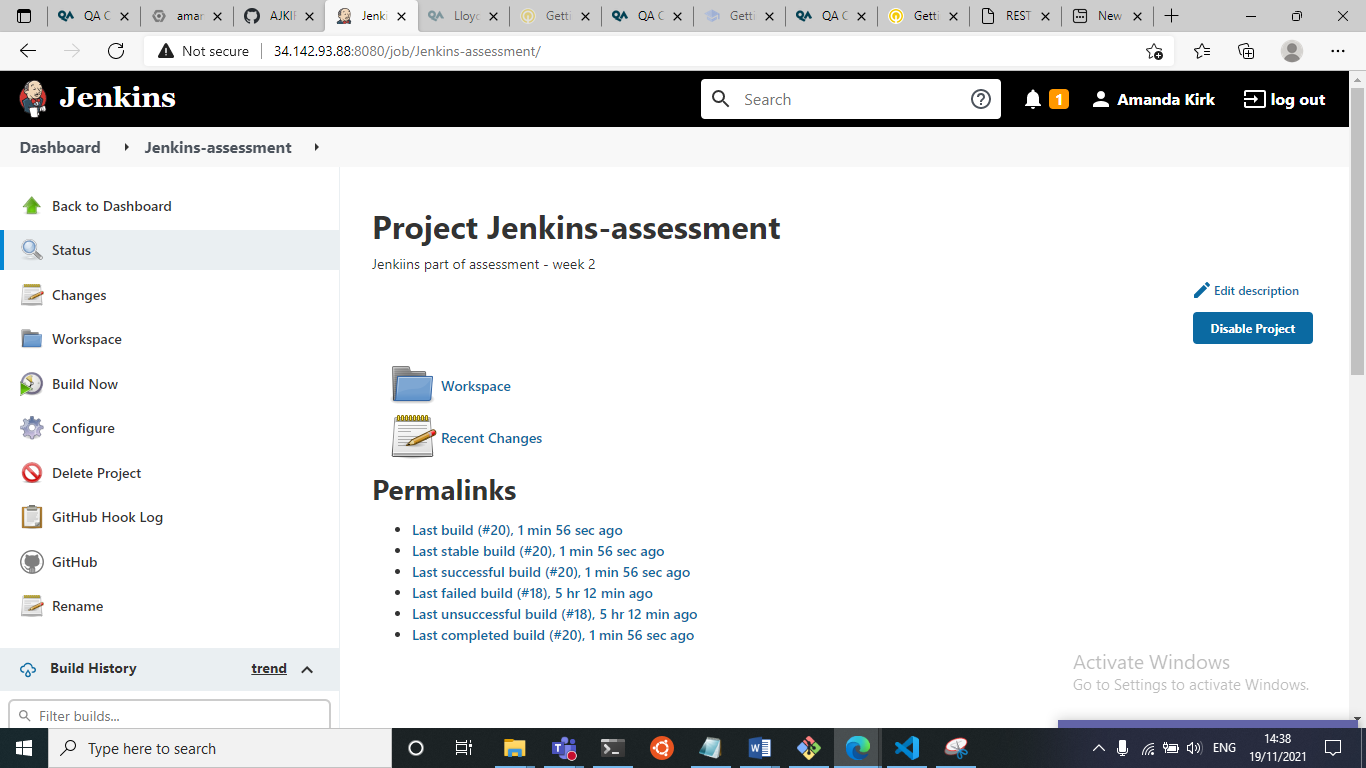 QA C
amar
AJKIF
Jenki
Lloyd
Getti
QA C
Getti
QA C
Getti
REST
New
Not secure
34.142.93.88:8080/job/Jenkins-assessment/
Jenkins
Search
1
Amanda Kirk
log out
Dashboard
Jenkins-assessment
Back to Dashboard
Status
Changes
Workspace
Build Now
Configure
Delete Project
GitHub Hook Log
GitHub
Rename
Build History
trend
Filter builds...
Project Jenkins-assessment
Jenkiins part of assessment - week 2
Edit description
Disable Project
Workspace
Recent Changes
Permalinks
Last build (#20), 1 min 56 sec ago
Last stable build (#20), 1 min 56 sec ago
Last successful build (#20), 1 min 56 sec ago
Last failed build (#18), 5 hr 12 min ago
Last unsuccessful build (#18), 5 hr 12 min ago
Last completed build (#20), 1 min 56 sec ago
Activate Windows
Go to Settings to activate Windows.
Type here to search
ENG
14:38
19/11/2021